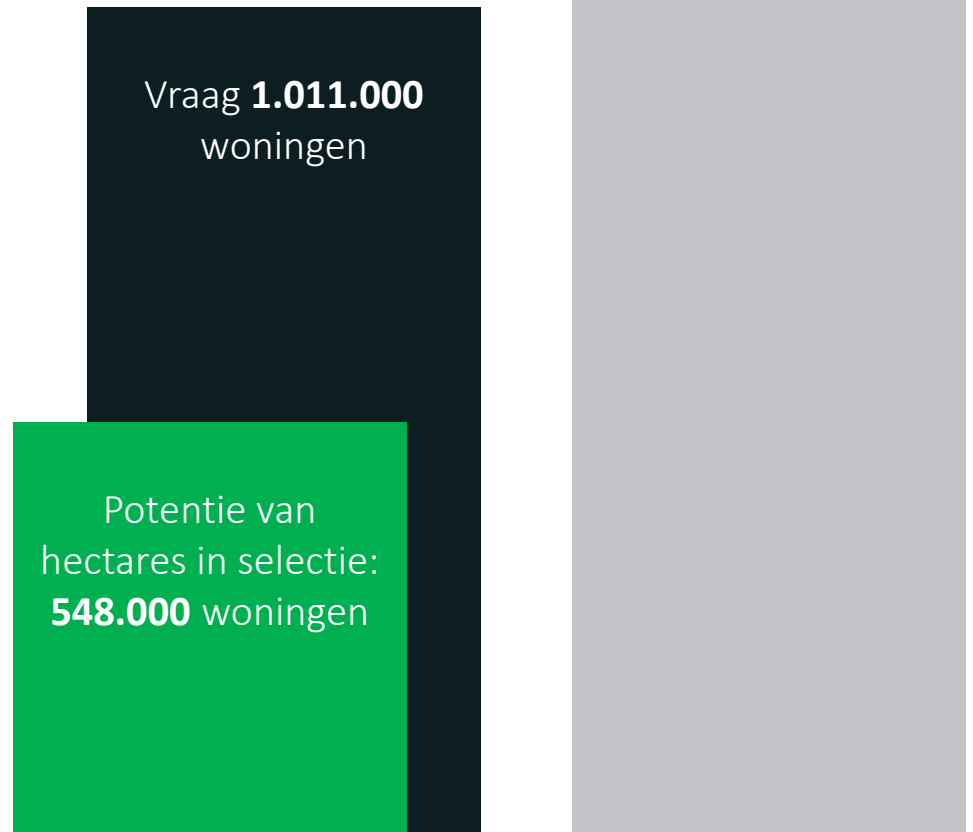 Vraag 1.011.000
woningen
Potentie van
hectares in selectie:
548.000 woningen